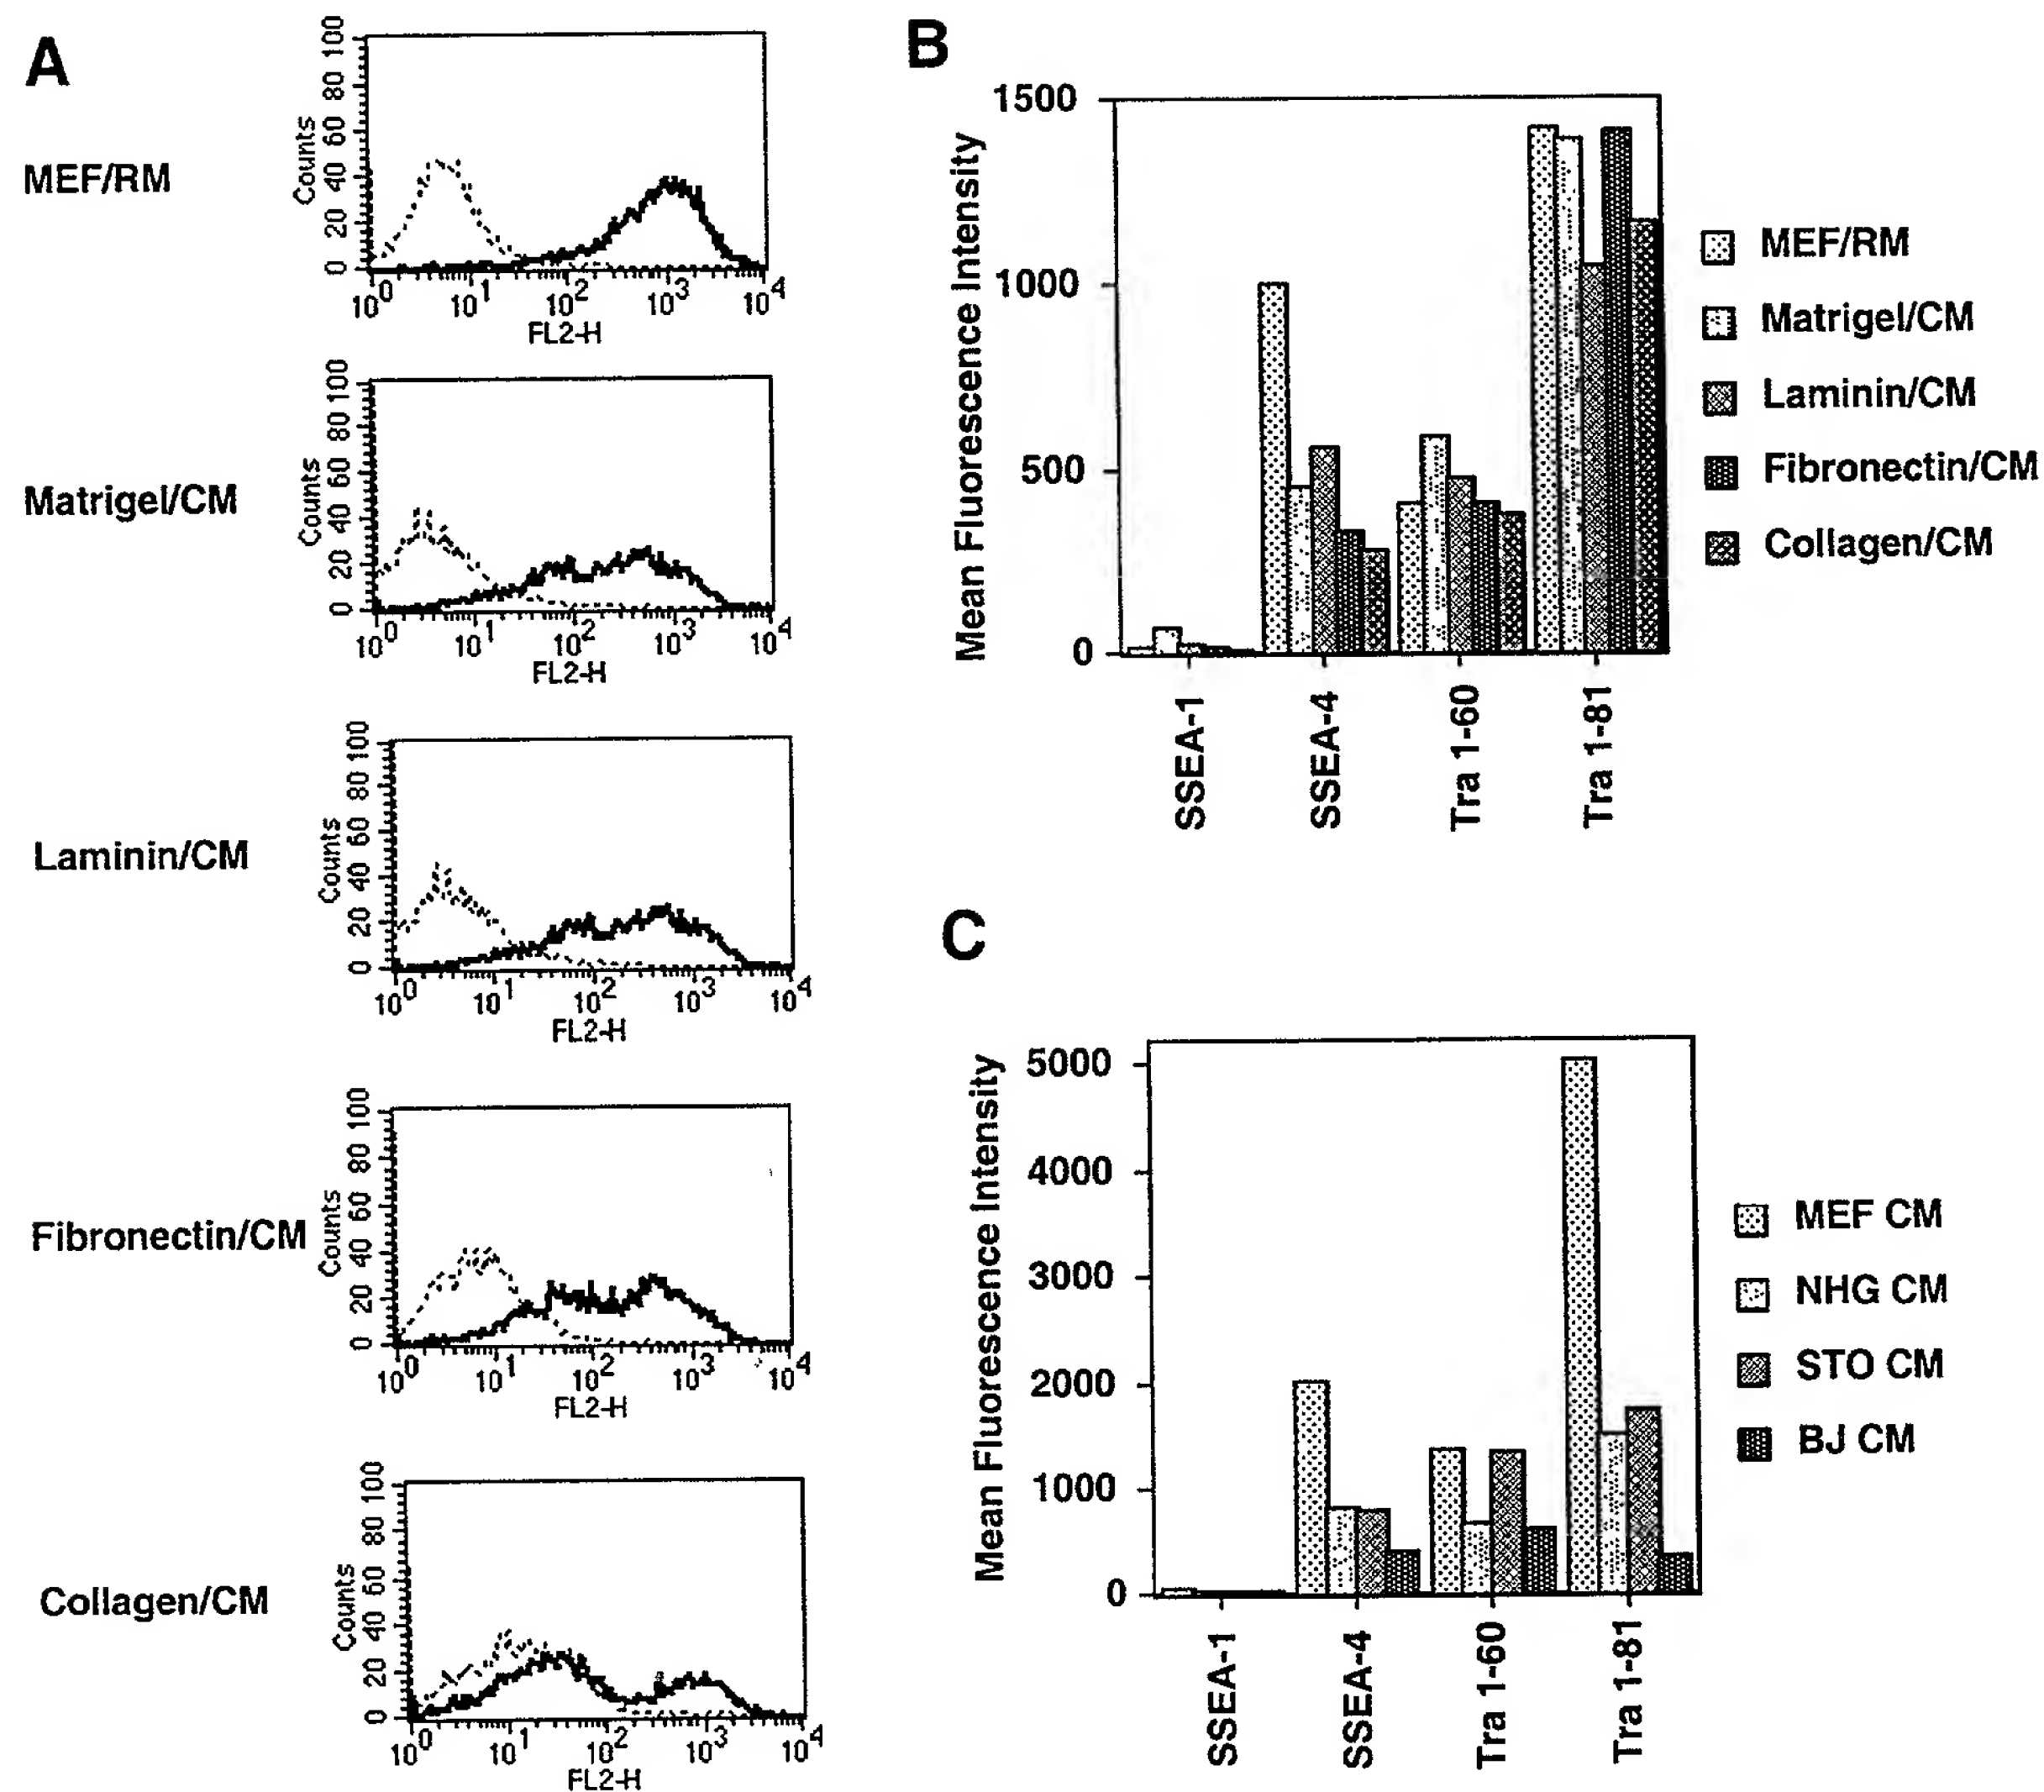 A
MEF/RM
Counts
100
80
60
40
20
0
10^0 10^1 10^2 10^3 10^4
FL2-H
Matrigel/CM
Counts
100
80
60
40
20
0
10^0 10^1 10^2 10^3 10^4
FL2-H
Laminin/CM
Counts
100
80
60
40
20
0
10^0 10^1 10^2 10^3 10^4
FL2-H
Fibronectin/CM
Counts
100
80
60
40
20
0
10^0 10^1 10^2 10^3 10^4
FL2-H
Collagen/CM
Counts
100
80
60
40
20
0
10^0 10^1 10^2 10^3 10^4
FL2-H
B
Mean Fluorescence Intensity
1500
1000
500
0
SSEA-1
SSEA-4
Tra 1-60
Tra 1-81
MEF/RM
Matrigel/CM
Laminin/CM
Fibronectin/CM
Collagen/CM
C
Mean Fluorescence Intensity
5000
4000
3000
2000
1000
0
SSEA-1
SSEA-4
Tra 1-60
Tra 1-81
MEF CM
NHG CM
STO CM
BJ CM